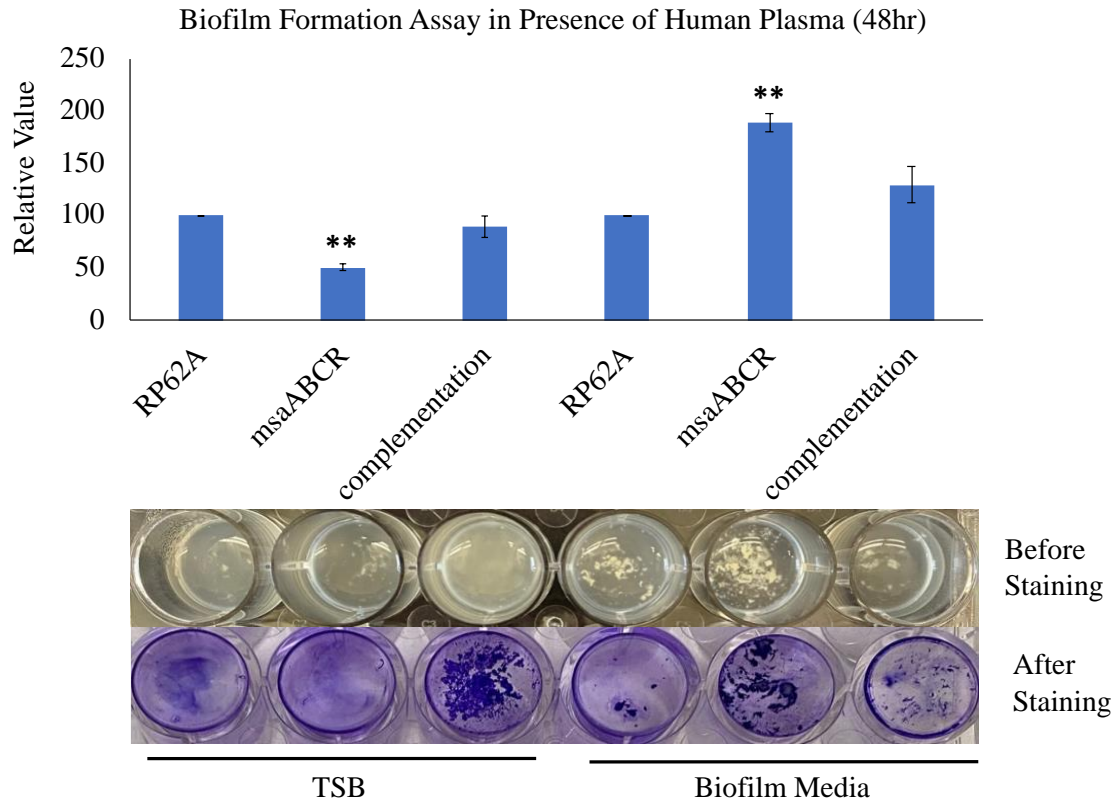 Biofilm Formation Assay in Presence of Human Plasma (48hr)
Relative Value
250
200
150
100
50
0
**
**
RP62A
msaABCR
complementation
RP62A
msaABCR
complementation
Before
Staining
After
Staining
TSB
Biofilm Media